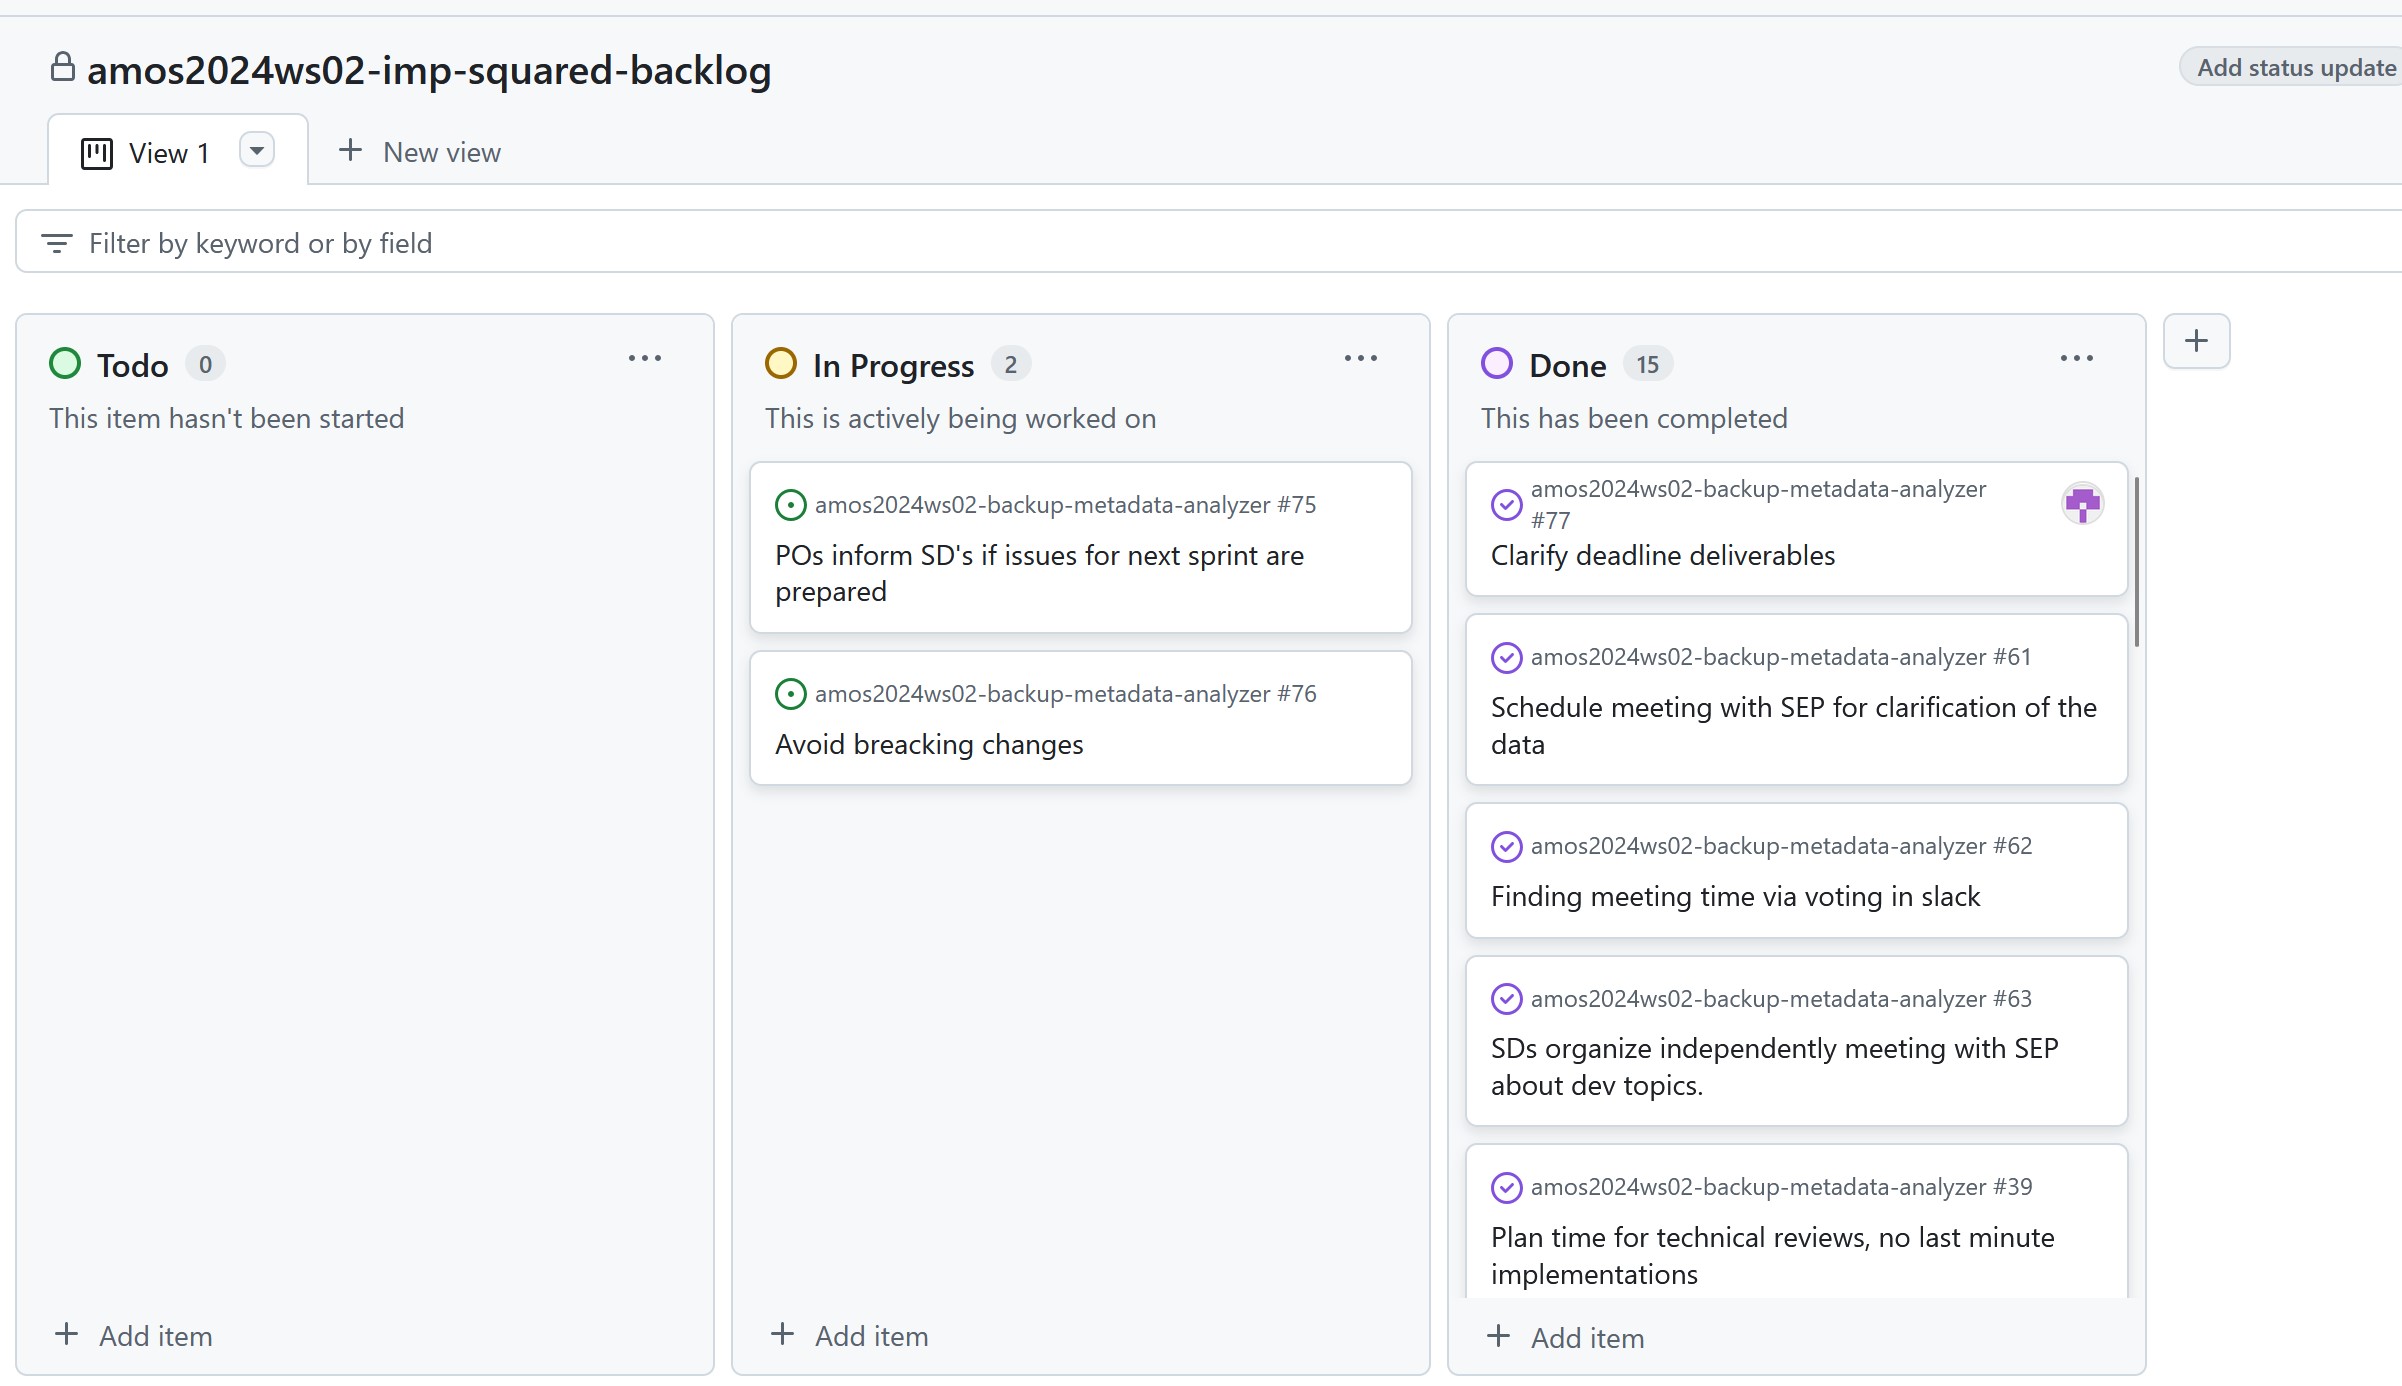 amos2024ws02-imp-squared-backlog
Add status update
View 1
New view
Filter by keyword or by field
Todo 0
This item hasn't been started
Add item
In Progress 2
This is actively being worked on
amos2024ws02-backup-metadata-analyzer #75
POs inform SD's if issues for next sprint are
prepared
amos2024ws02-backup-metadata-analyzer #76
Avoid breacking changes
Add item
Done 15
This has been completed
amos2024ws02-backup-metadata-analyzer
#77
Clarify deadline deliverables
amos2024ws02-backup-metadata-analyzer #61
Schedule meeting with SEP for clarification of the
data
amos2024ws02-backup-metadata-analyzer #62
Finding meeting time via voting in slack
amos2024ws02-backup-metadata-analyzer #63
SDs organize independently meeting with SEP
about dev topics.
amos2024ws02-backup-metadata-analyzer #39
Plan time for technical reviews, no last minute
implementations
Add item